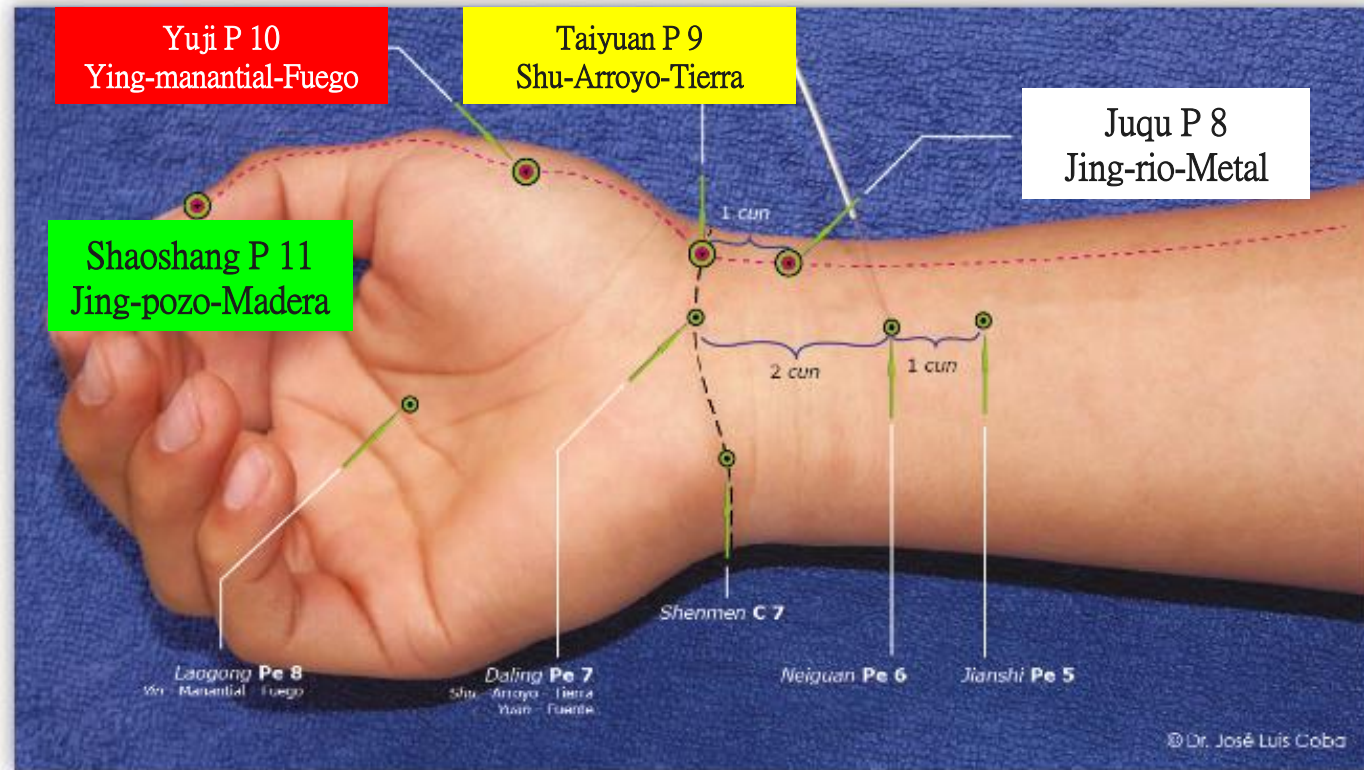 Yuji P 10
Ying-manantial-Fuego
Taiyuan P 9
Shu-Arroyo-Tierra
Juqu P 8
Jing-rio-Metal
1 cun
Shaoshang P 11
Jing-pozo-Madera
2 cun
1 cun
Shenmen C 7
Laogong Pe 8
Yin Manantial Fuego
Daling Pe 7
Shu Arroyo Tierra
Yuan Fuente
Neiguan Pe 6
Jianshi Pe 5
© Dr. José Luis Coba